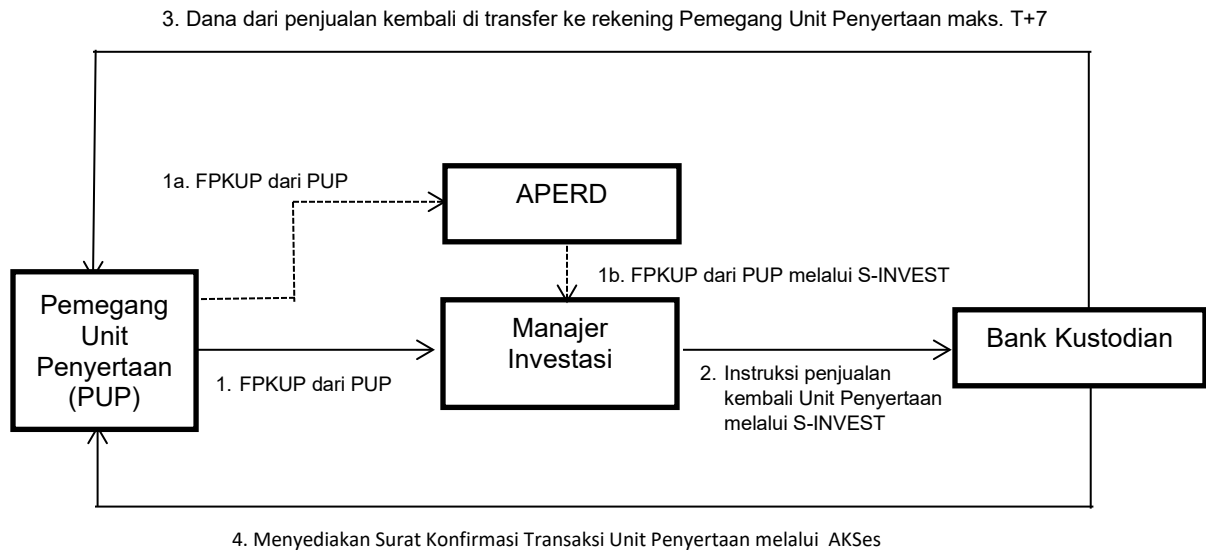 3. Dana dari penjualan kembali di transfer ke rekening Pemegang Unit Penyertaan maks. T+7
1a. FPKUP dari PUP
APERD
1b. FPKUP dari PUP melalui S-INVEST
Pemegang
Unit
Penyertaan
(PUP)
Manajer
Investasi
Bank Kustodian
1. FPKUP dari PUP
2. Instruksi penjualan
kembali Unit Penyertaan
melalui S-INVEST
4. Menyediakan Surat Konfirmasi Transaksi Unit Penyertaan melalui AKSes